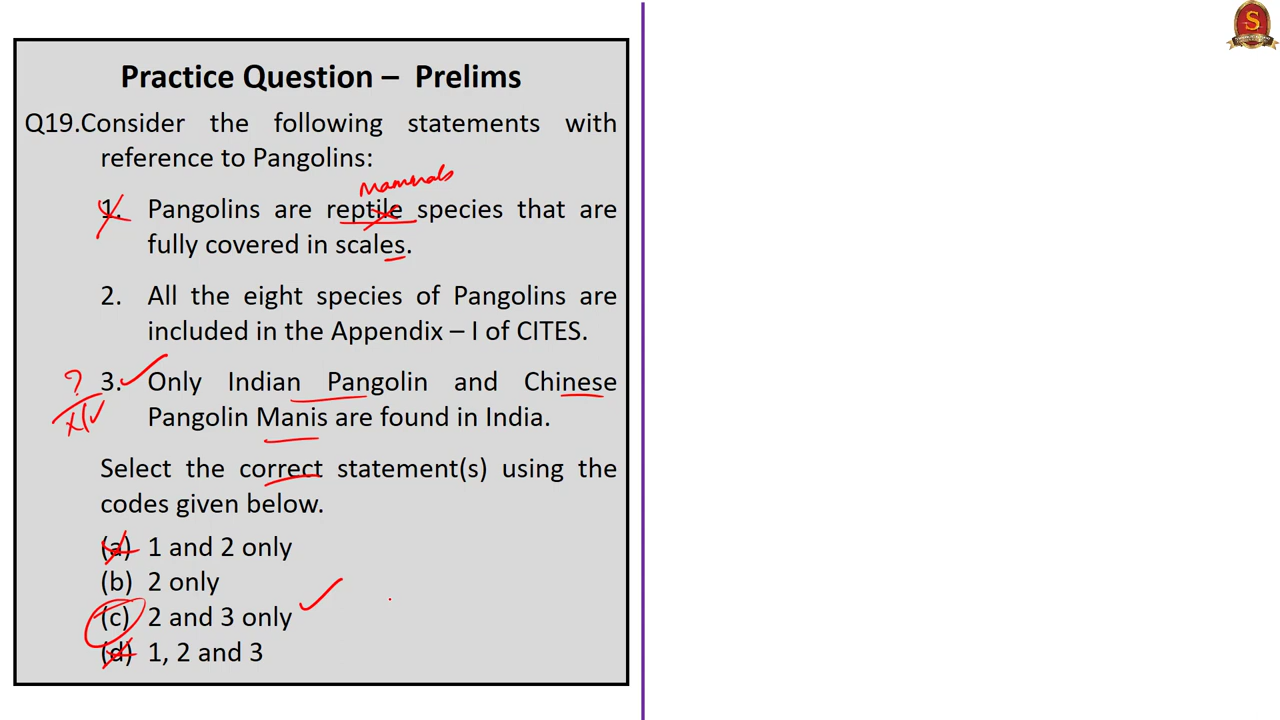 Practice Question – Prelims
Q19.Consider the following statements with
reference to Pangolins:
Mammals
1. Pangolins are reptile species that are
fully covered in scales.
2. All the eight species of Pangolins are
included in the Appendix – I of CITES.
? 3. Only Indian Pangolin and Chinese
Pangolin Manis are found in India.
Select the correct statement(s) using the
codes given below.
(a) 1 and 2 only
(b) 2 only
(c) 2 and 3 only
(d) 1, 2 and 3
S